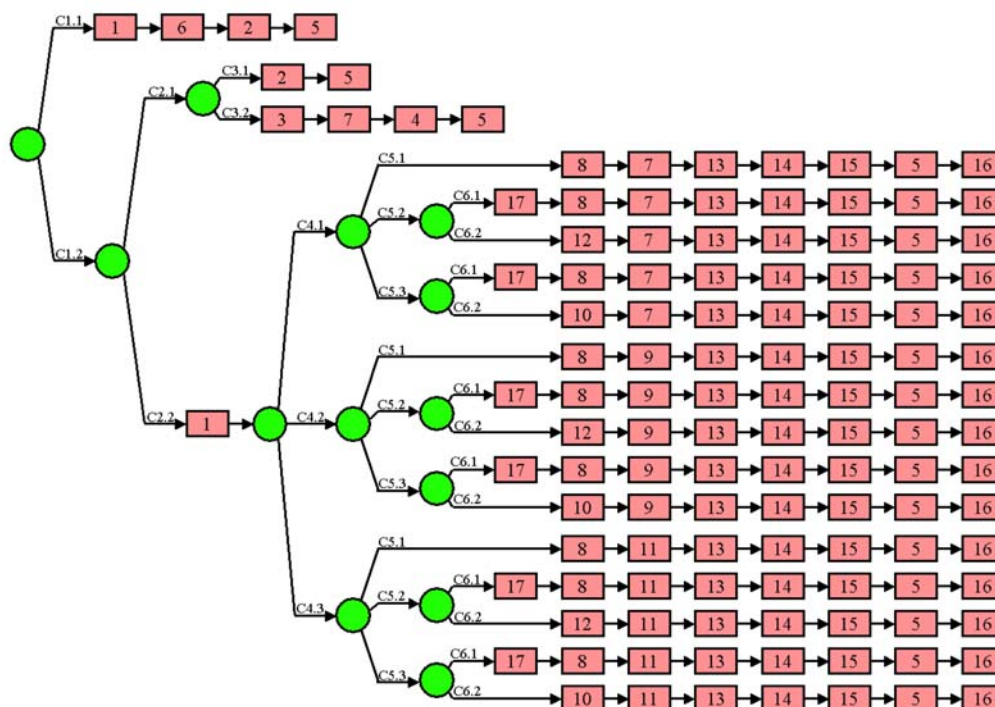 C1.1 1 6 2 5
C3.1 2 5
C2.1
C3.2 3 7 4 5
C5.1 8 7 13 14 15 5 16
C6.1 17 8 7 13 14 15 5 16
C5.2
C4.1
C6.2 12 7 13 14 15 5 16
C1.2
C6.1 17 8 7 13 14 15 5 16
C5.3
C6.2 10 7 13 14 15 5 16
C5.1 8 9 13 14 15 5 16
C6.1 17 8 9 13 14 15 5 16
C5.2
C2.2 1 C4.2
C6.2 12 9 13 14 15 5 16
C6.1 17 8 9 13 14 15 5 16
C5.3
C6.2 10 9 13 14 15 5 16
C5.1 8 11 13 14 15 5 16
C6.1 17 8 11 13 14 15 5 16
C5.2
C4.3
C6.2 12 11 13 14 15 5 16
C6.1 17 8 11 13 14 15 5 16
C5.3
C6.2 10 11 13 14 15 5 16